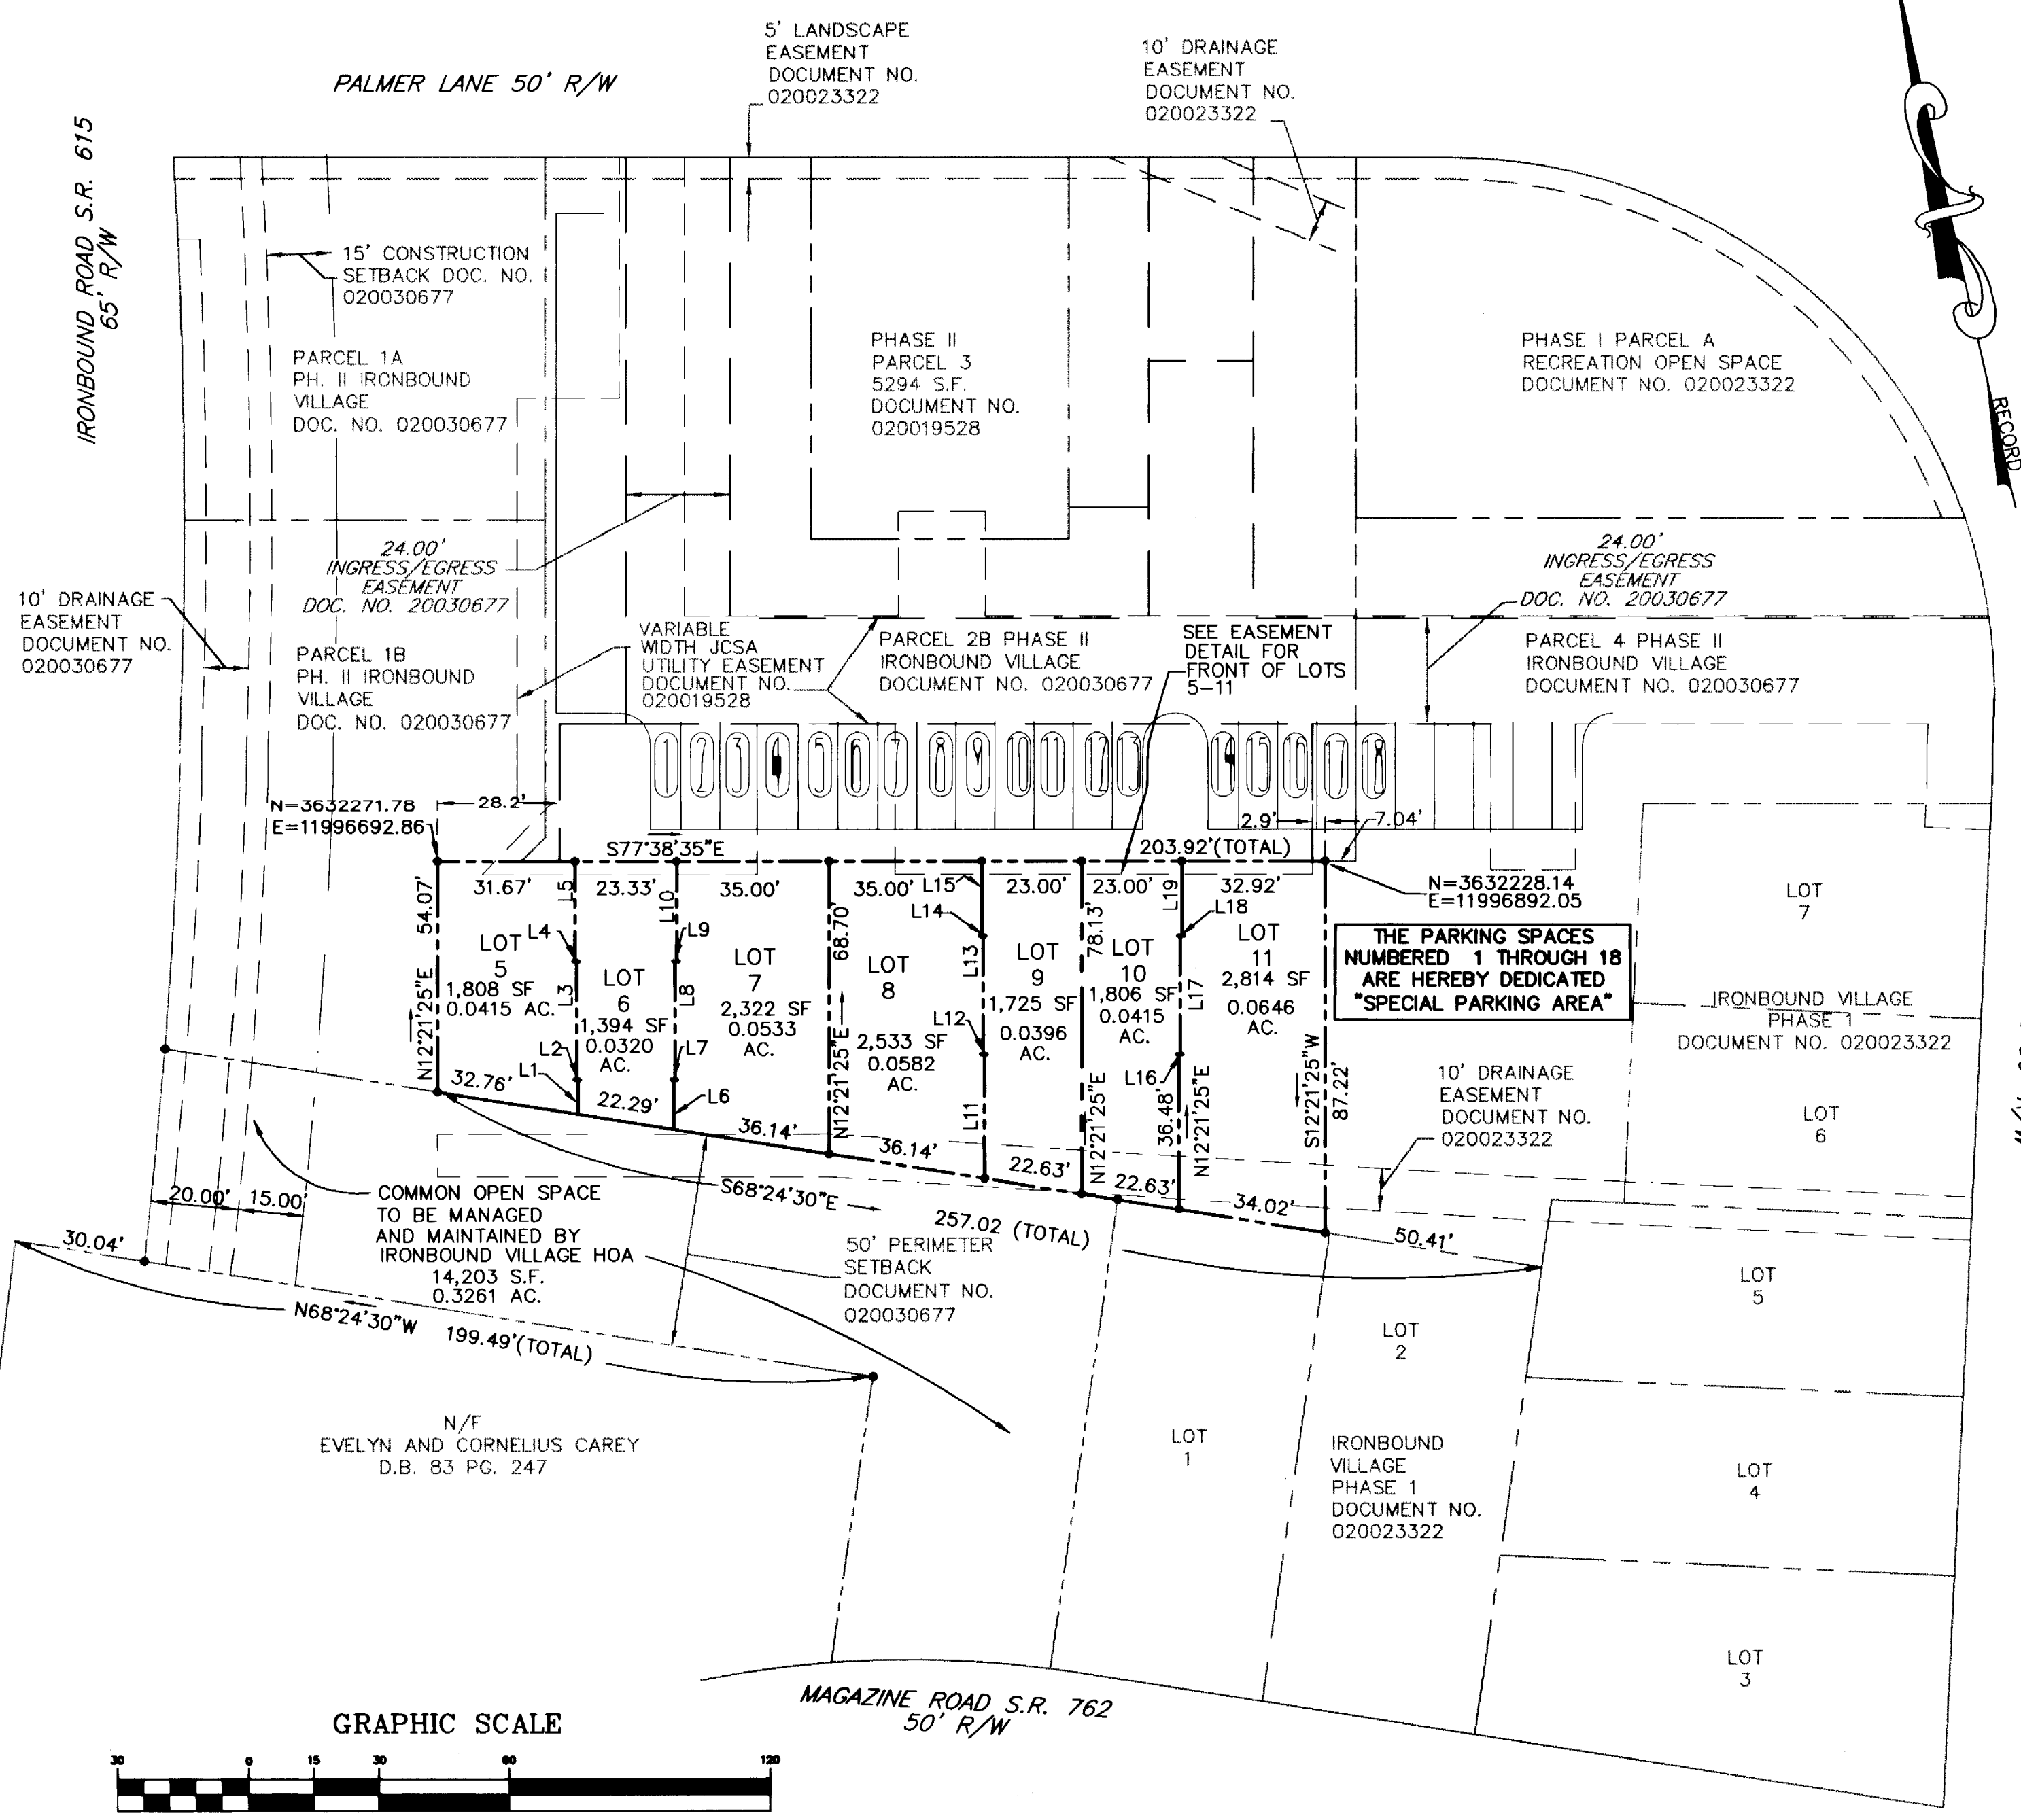 5' LANDSCAPE
EASEMENT
DOCUMENT NO.
020023322
10' DRAINAGE
EASEMENT
DOCUMENT NO.
020023322
PALMER LANE 50' R/W
IRONBOUND ROAD S.R. 615
65' R/W
RECORD
15' CONSTRUCTION
SETBACK DOC. NO.
020030677
PARCEL 1A
PH. II IRONBOUND
VILLAGE
DOC. NO. 020030677
PHASE II
PARCEL 3
5294 S.F.
DOCUMENT NO.
020019528
PHASE I PARCEL A
RECREATION OPEN SPACE
DOCUMENT NO. 020023322
24.00'
INGRESS/EGRESS
EASEMENT
DOC. NO. 20030677
24.00'
INGRESS/EGRESS
EASEMENT
DOC. NO. 20030677
10' DRAINAGE
EASEMENT
DOCUMENT NO.
020030677
PARCEL 1B
PH. II IRONBOUND
VILLAGE
DOC. NO. 020030677
VARIABLE
WIDTH JCSA
UTILITY EASEMENT
DOCUMENT NO.
020019528
PARCEL 2B PHASE II
IRONBOUND VILLAGE
DOCUMENT NO. 020030677
SEE EASEMENT
DETAIL FOR
FRONT OF LOTS
5-11
PARCEL 4 PHASE II
IRONBOUND VILLAGE
DOCUMENT NO. 020030677
1 2 3 4 5 6 7 8 9 10 11 12 13 14 15 16 17 18
N=3632271.78
E=11996692.86
28.2'
2.9'
7.04'
S77°38'35"E
203.92'(TOTAL)
31.67'
L5
23.33'
L10
35.00'
35.00'
L15
23.00'
23.00'
L19
32.92'
N=3632228.14
E=11996892.05
54.07'
N12°21'25"E
LOT
5
1,808 SF
0.0415 AC.
L4
L3
L2
L1
LOT
6
1,394 SF
0.0320
AC.
L9
L8
L7
L6
LOT
7
2,322 SF
0.0533
AC.
68.70'
N12°21'25"E
LOT
8
2,533 SF
0.0582
AC.
L14
L13
L12
L11
LOT
9
1,725 SF
0.0396
AC.
78.13'
N12°21'25"E
LOT
10
1,806 SF
0.0415
AC.
L18
L17
L16
36.48'
N12°21'25"E
LOT
11
2,814 SF
0.0646
AC.
S12°21'25"W
87.22'
THE PARKING SPACES
NUMBERED 1 THROUGH 18
ARE HEREBY DEDICATED
"SPECIAL PARKING AREA"
LOT
7
IRONBOUND VILLAGE
PHASE 1
DOCUMENT NO. 020023322
LOT
6
10' DRAINAGE
EASEMENT
DOCUMENT NO.
020023322
32.76'
22.29'
36.14'
36.14'
22.63'
22.63'
34.02'
50.41'
S68°24'30"E
257.02 (TOTAL)
20.00'
15.00'
30.04'
COMMON OPEN SPACE
TO BE MANAGED
AND MAINTAINED BY
IRONBOUND VILLAGE HOA
14,203 S.F.
0.3261 AC.
50' PERIMETER
SETBACK
DOCUMENT NO.
020030677
N68°24'30"W
199.49'(TOTAL)
N/F
EVELYN AND CORNELIUS CAREY
D.B. 83 PG. 247
LOT
1
LOT
2
IRONBOUND
VILLAGE
PHASE 1
DOCUMENT NO.
020023322
LOT
5
LOT
4
LOT
3
MAGAZINE ROAD S.R. 762
50' R/W
GRAPHIC SCALE
30 0 15 30 60 120